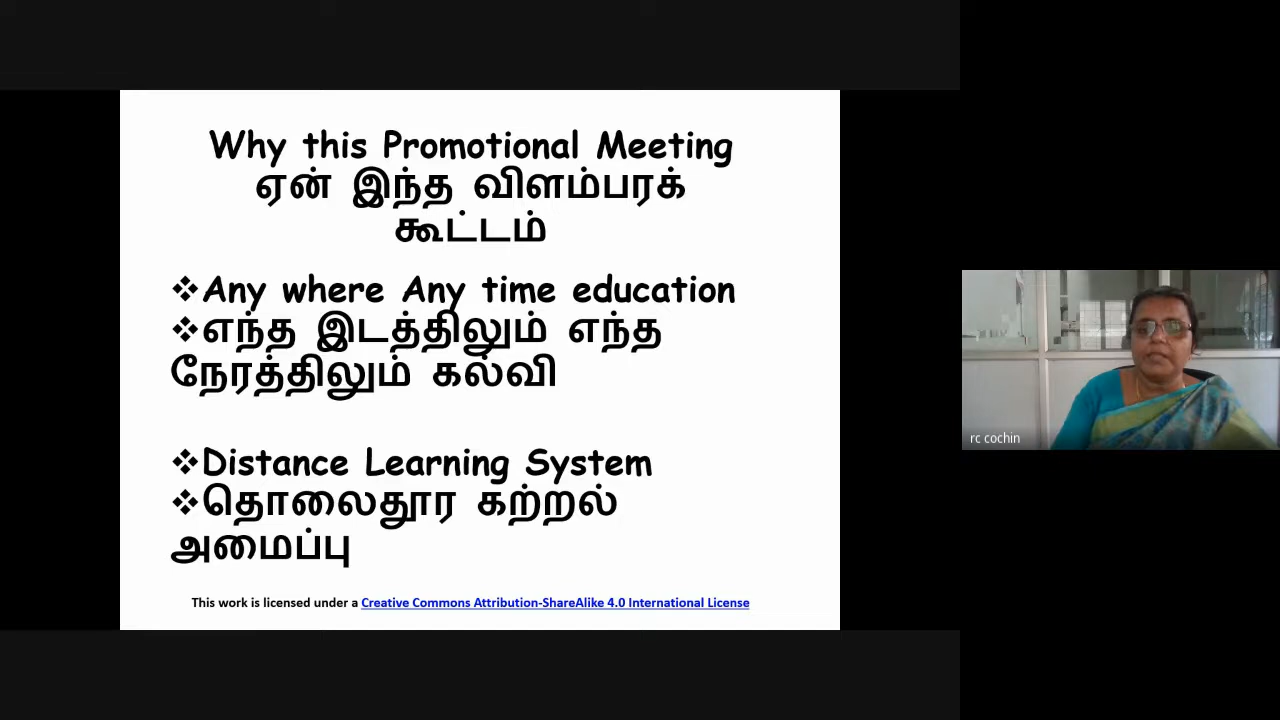 Why this Promotional Meeting
ஏன் இந்த விளம்பரக்
கூட்டம்
❖Any where Any time education
❖எந்த இடத்திலும் எந்த
நேரத்திலும் கல்வி
❖Distance Learning System
❖தொலைதூர கற்றல்
அமைப்பு
This work is licensed under a Creative Commons Attribution-ShareAlike 4.0 International License
rc cochin